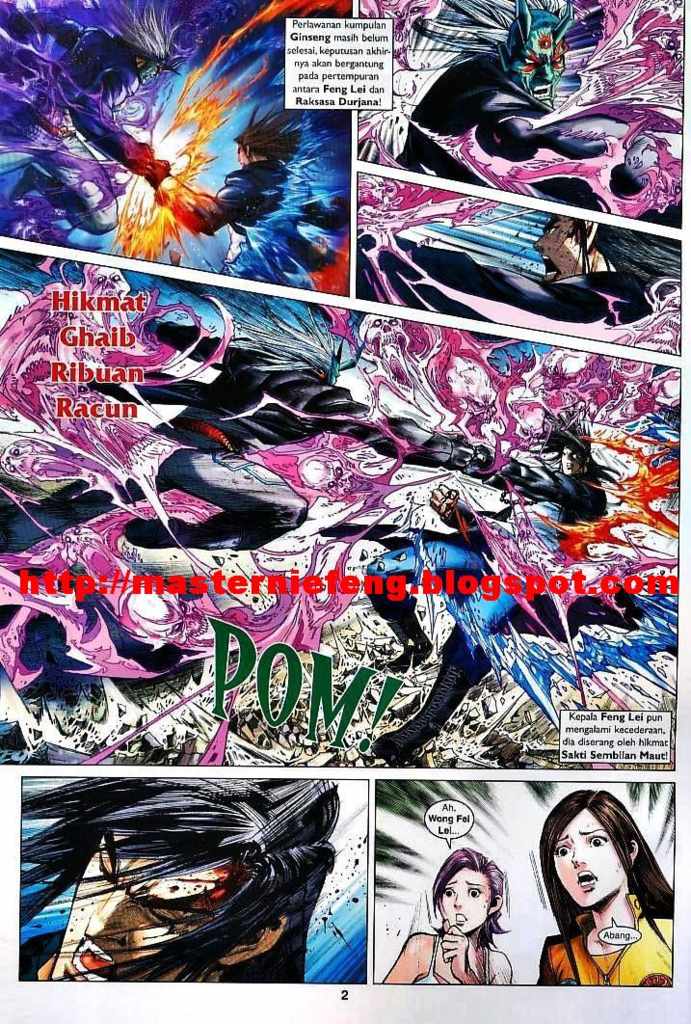 Perlawanan kumpulan
Ginseng masih belum
selesai, keputusan akhir-
nya akan bergantung
pada pertempuran
antara Feng Lei dan
Raksasa Durjana!
Hikmat
Ghaib
Ribuan
Racun
http://masterniefeng.blogspot.com
POM!
Kepala Feng Lei pun
mengalami kecederaan,
dia diserang oleh hikmat
Sakti Sembilan Maut!
Ah,
Wong Fei
Lei...
Abang...
2